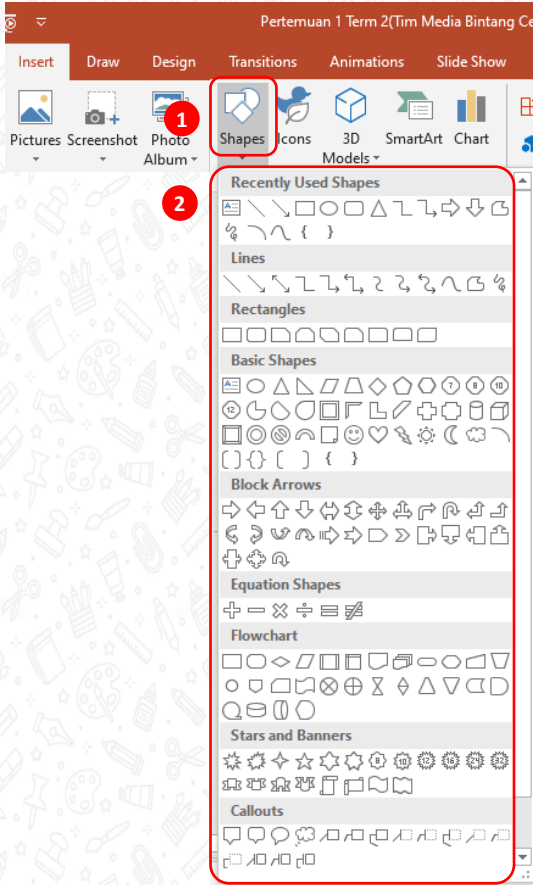 Pertemuan 1 Term 2(Tim Media Bintang Ce
Insert Draw Design Transitions Animations Slide Show
1
Pictures Screenshot Photo Album Shapes Icons 3D Models SmartArt Chart
2
Recently Used Shapes
Lines
Rectangles
Basic Shapes
Block Arrows
Equation Shapes
Flowchart
Stars and Banners
Callouts